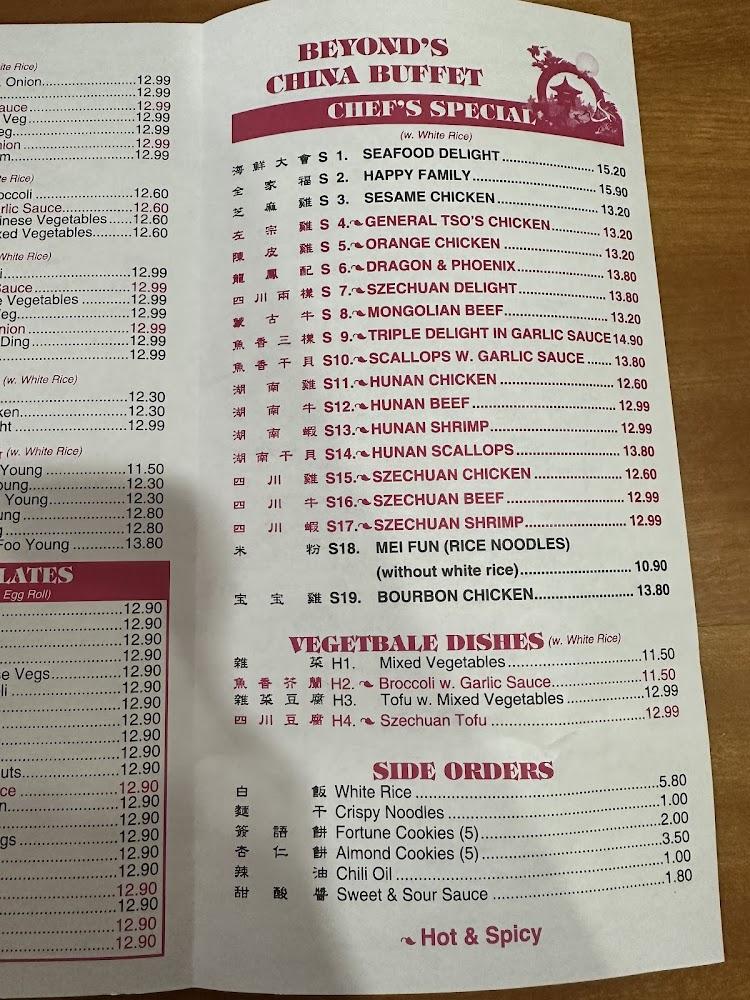 ite Rice)
Onion.......12.99
.......12.99
auce.......12.99
Veg.......12.99
eg.......12.99
nion.......12.99
m.......12.99
te Rice)
occoli.......12.60
rlic Sauce.......12.60
inese Vegetables.......12.60
xed Vegetables.......12.60
White Rice)
i.......12.99
Sauce.......12.99
e Vegetables.......12.99
Veg.......12.99
nion.......12.99
Ding.......12.99
.......12.99
(w. White Rice)
.......12.30
ken.......12.30
ht.......12.99
(w. White Rice)
Young.......11.50
oung.......12.30
Young.......12.30
ung.......12.80
g.......12.80
Foo Young.......13.80
LATES
Egg Roll)
.......12.90
.......12.90
.......12.90
.......12.90
se Vegs.......12.90
li.......12.90
.......12.90
.......12.90
.......12.90
.......12.90
uts.......12.90
ce.......12.90
n.......12.90
.......12.90
gs.......12.90
.......12.90
.......12.90
.......12.90
.......12.90
.......12.90
.......12.90
BEYOND'S
CHINA BUFFET
CHEF'S SPECIAL
(w. White Rice)
海鮮大會 S 1. SEAFOOD DELIGHT.......15.20
全家福 S 2. HAPPY FAMILY.......15.90
芝麻雞 S 3. SESAME CHICKEN.......13.20
左宗雞 S 4. GENERAL TSO'S CHICKEN.......13.20
陳皮雞 S 5. ORANGE CHICKEN.......13.20
龍鳳配 S 6. DRAGON & PHOENIX.......13.80
四川兩樣 S 7. SZECHUAN DELIGHT.......13.80
蒙古牛 S 8. MONGOLIAN BEEF.......13.20
魚香三樣 S 9. TRIPLE DELIGHT IN GARLIC SAUCE 14.90
魚香干貝 S10. SCALLOPS W. GARLIC SAUCE.......13.80
湖南雞 S11. HUNAN CHICKEN.......12.60
湖南牛 S12. HUNAN BEEF.......12.99
湖南蝦 S13. HUNAN SHRIMP.......12.99
湖南干貝 S14. HUNAN SCALLOPS.......13.80
四川雞 S15. SZECHUAN CHICKEN.......12.60
四川牛 S16. SZECHUAN BEEF.......12.99
四川蝦 S17. SZECHUAN SHRIMP.......12.99
米粉 S18. MEI FUN (RICE NOODLES)
(without white rice).......10.90
宝宝雞 S19. BOURBON CHICKEN.......13.80
VEGETBALE DISHES (w. White Rice)
雜菜 H1. Mixed Vegetables.......11.50
魚香芥蘭 H2. Broccoli w. Garlic Sauce.......11.50
雜菜豆腐 H3. Tofu w. Mixed Vegetables.......12.99
四川豆腐 H4. Szechuan Tofu.......12.99
SIDE ORDERS
白飯 White Rice.......5.80
麵干 Crispy Noodles.......1.00
簽語餅 Fortune Cookies (5).......2.00
杏仁餅 Almond Cookies (5).......3.50
辣油 Chili Oil.......1.00
甜酸醬 Sweet & Sour Sauce.......1.80
Hot & Spicy